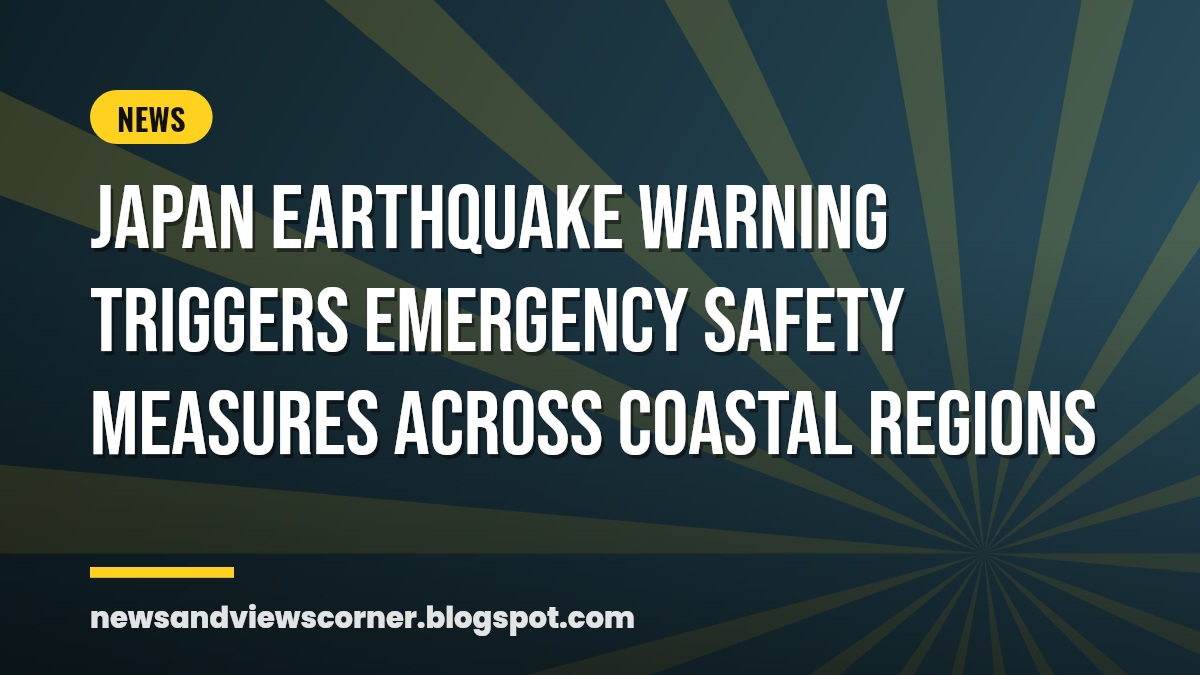 NEWS
JAPAN EARTHQUAKE WARNING
TRIGGERS EMERGENCY SAFETY
MEASURES ACROSS COASTAL REGIONS
newsandviewscorner.blogspot.com